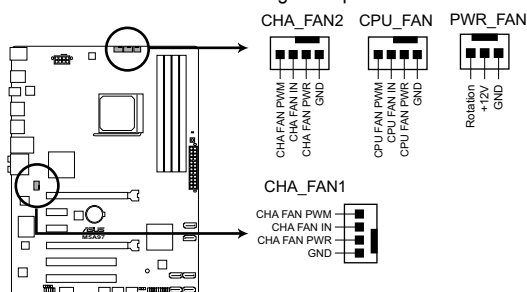 CHA_FAN2 CPU_FAN PWR_FAN
CHA FAN PWM
CHA FAN IN
CHA FAN PWR
GND
CPU FAN PWM
CPU FAN IN
CPU FAN PWR
GND
Rotation
+12V
GND
CHA_FAN1
CHA FAN PWM
CHA FAN IN
CHA FAN PWR
GND
ASUS
M5A97